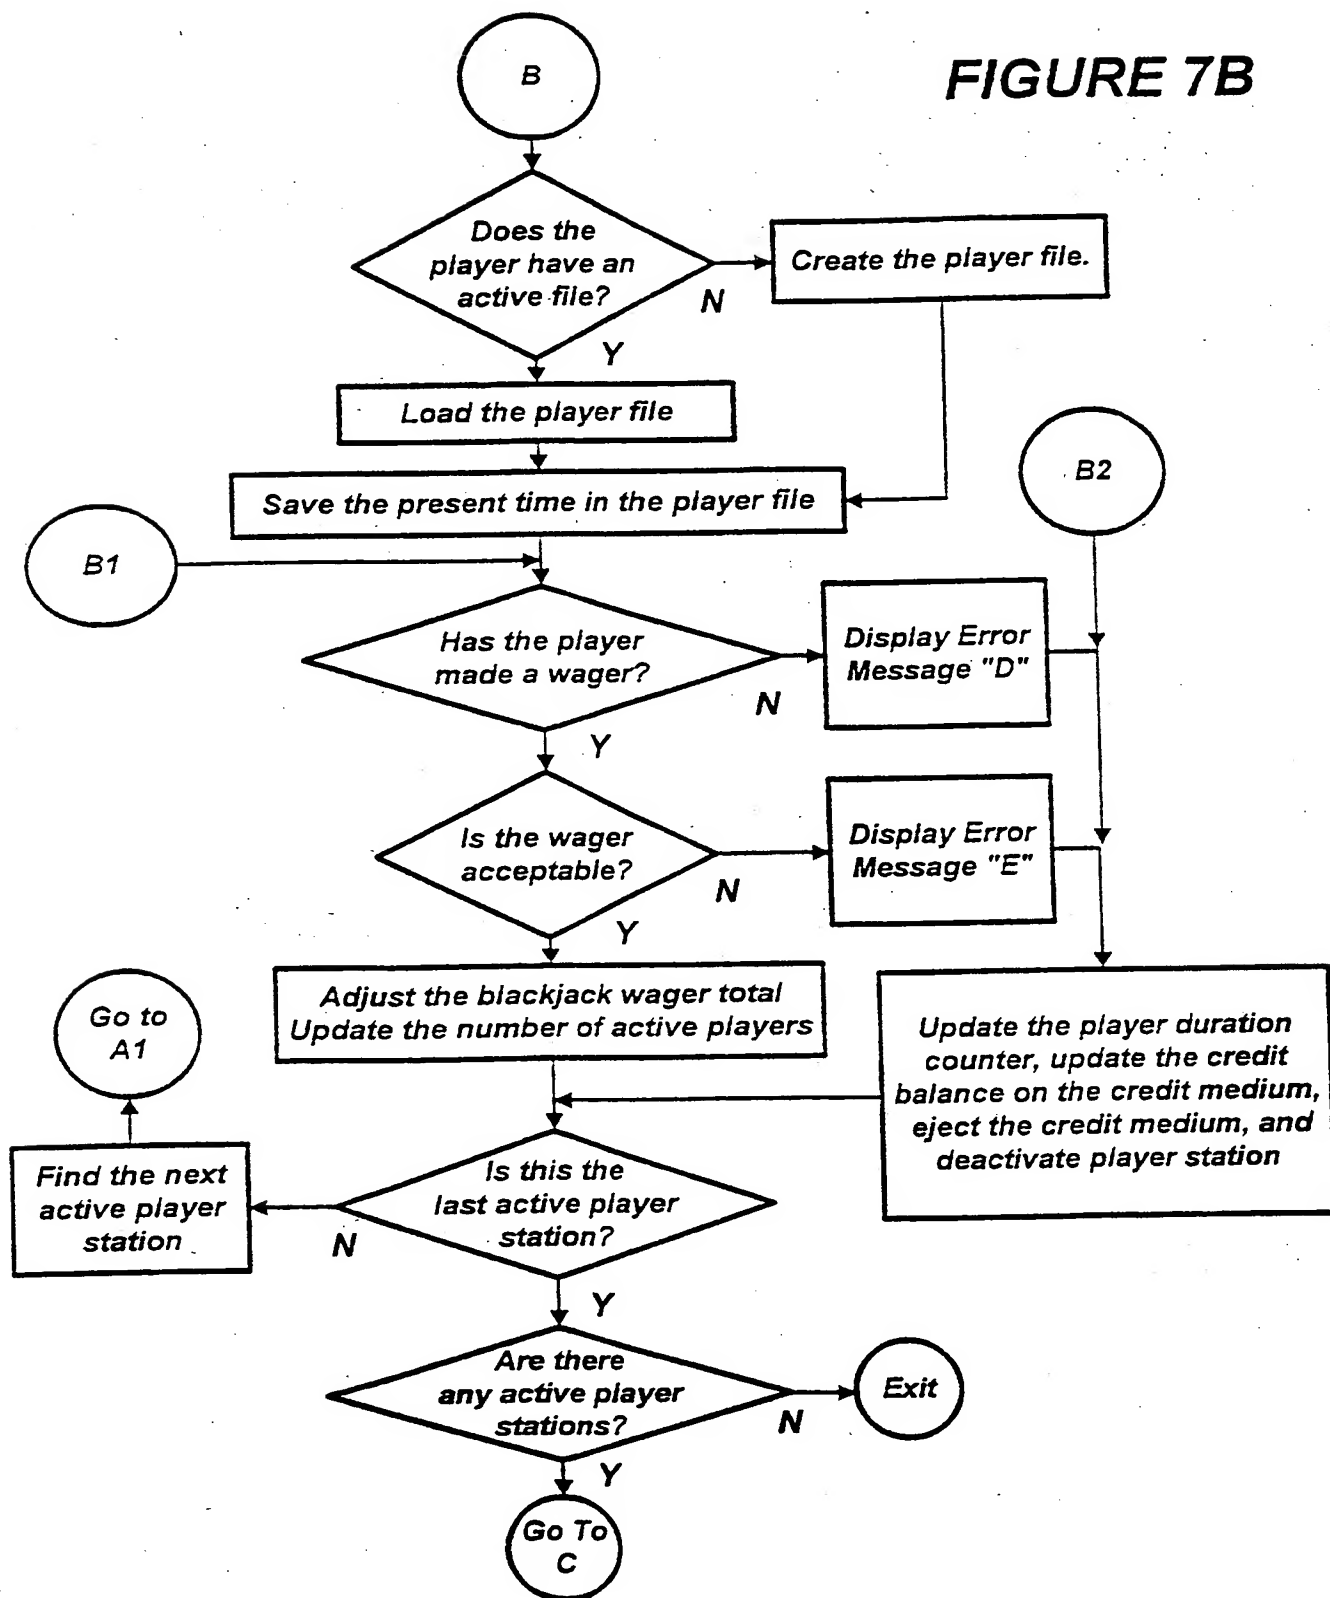 FIGURE 7B
B
Does the
player have an
active file?
N
Y
Create the player file.
Load the player file
Save the present time in the player file
B2
B1
Has the player
made a wager?
N
Y
Display Error
Message "D"
Is the wager
acceptable?
N
Y
Display Error
Message "E"
Adjust the blackjack wager total
Update the number of active players
Update the player duration
counter, update the credit
balance on the credit medium,
eject the credit medium, and
deactivate player station
Go to
A1
Find the next
active player
station
Is this the
last active player
station?
N
Y
Are there
any active player
stations?
N
Y
Exit
Go To
C